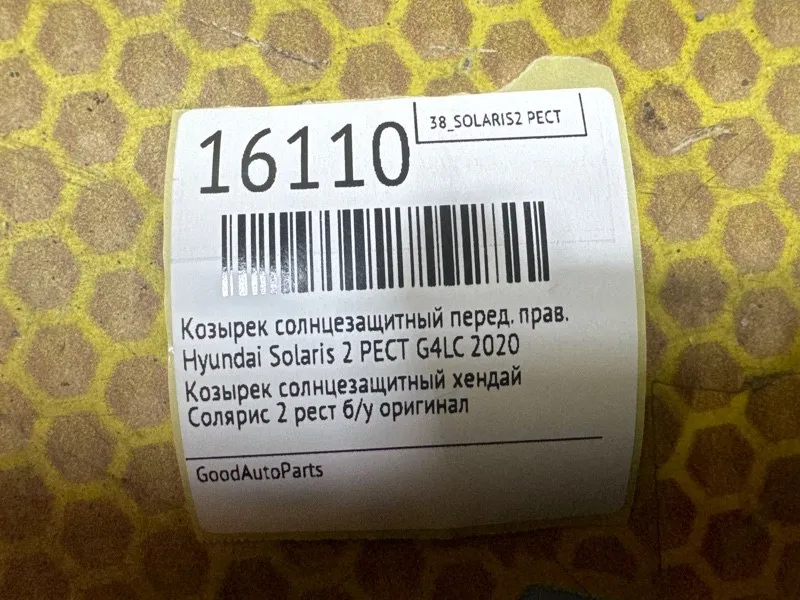 38_SOLARIS2 РЕСТ
16110
Козырек солнцезащитный перед. прав.
Hyundai Solaris 2 РЕСТ G4LC 2020
Козырек солнцезащитный хендай
Солярис 2 рест б/у оригинал
GoodAutoParts